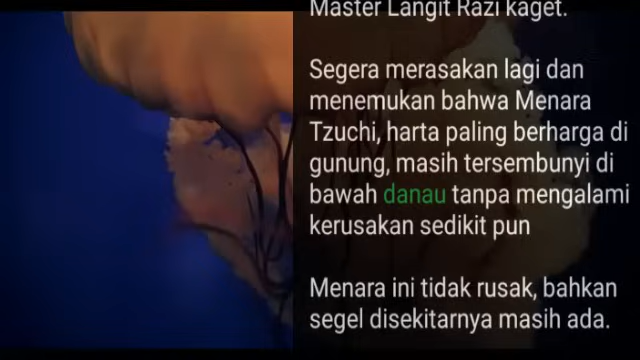 Master Langit Razi kaget.
Segera merasakan lagi dan
menemukan bahwa Menara
Tzuchi, harta paling berharga di
gunung, masih tersembunyi di
bawah danau tanpa mengalami
kerusakan sedikit pun
Menara ini tidak rusak, bahkan
segel disekitarnya masih ada.